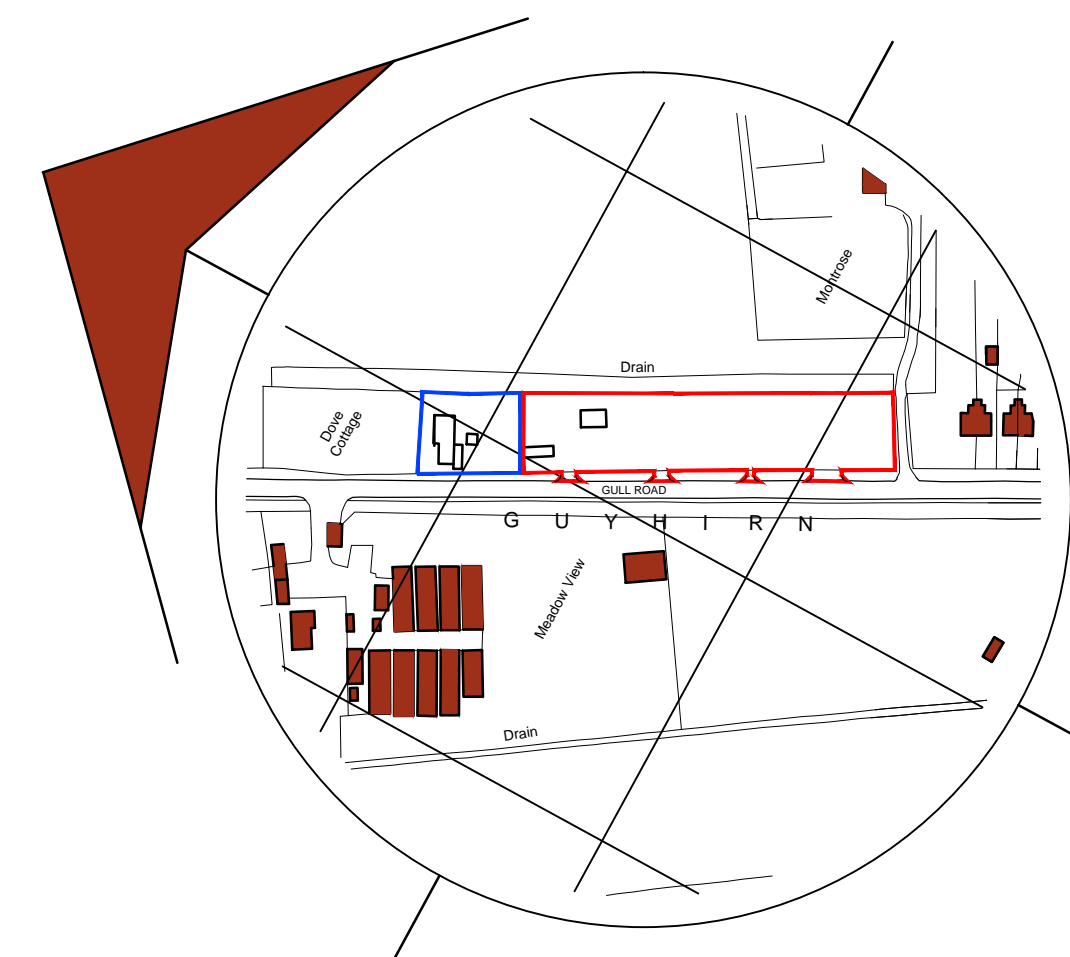 Montrose
Drain
Dove
Cottage
GULL ROAD
G U Y H I R N
Meadow View
Drain